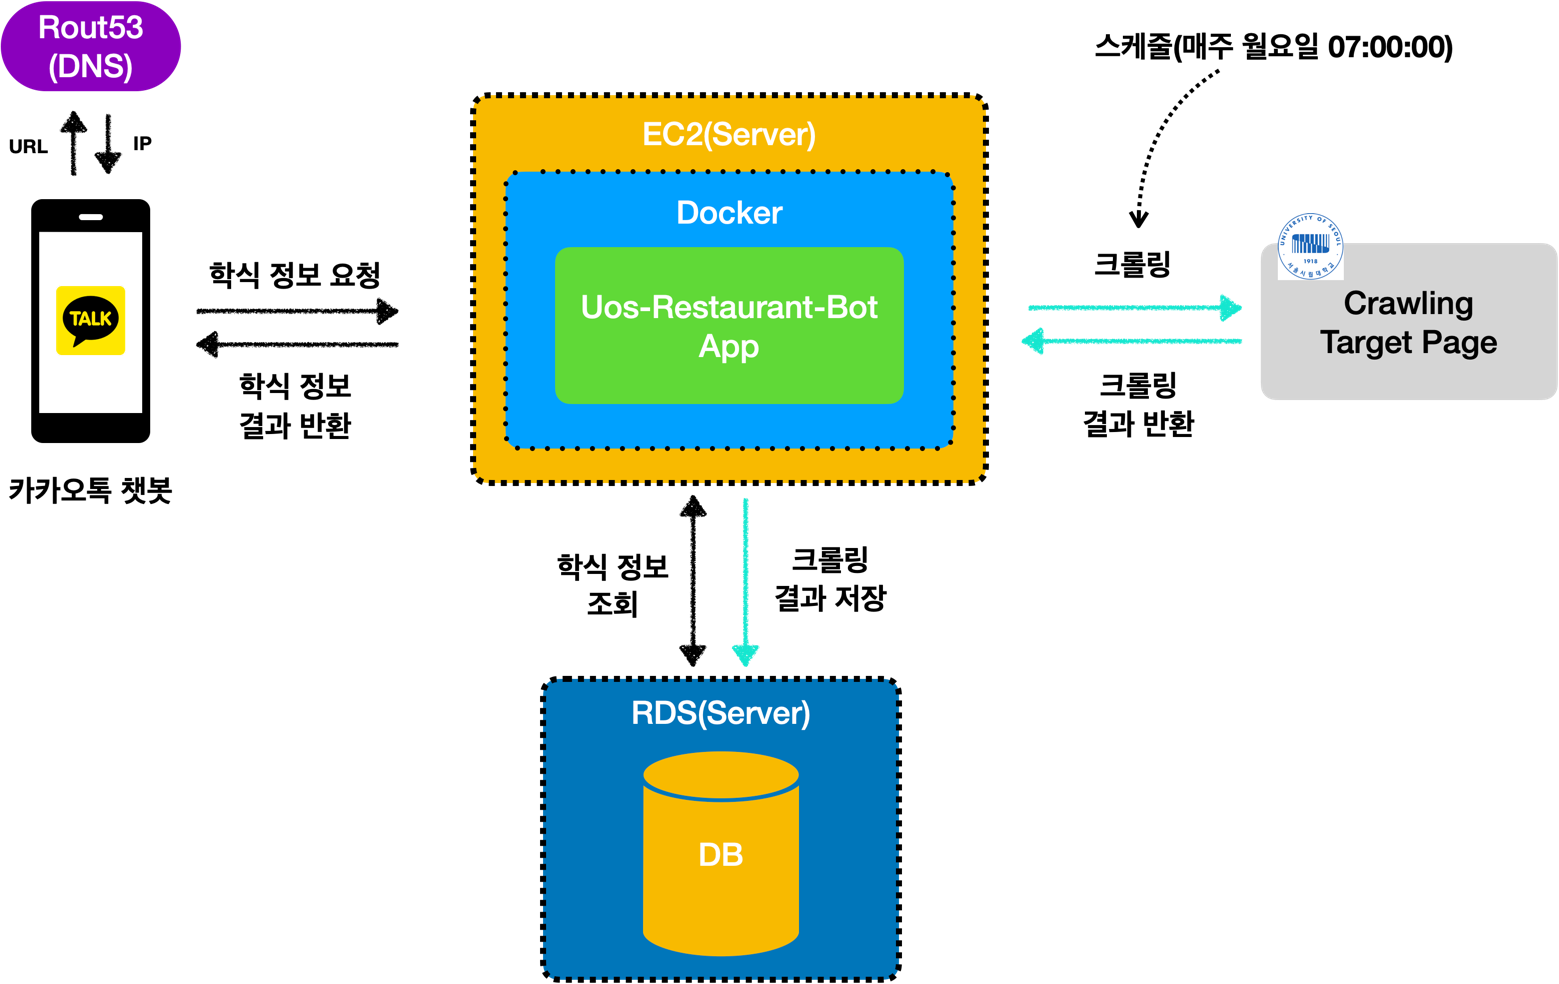 Rout53
(DNS)
URL
IP
TALK
카카오톡 챗봇
학식 정보 요청
학식 정보
결과 반환
EC2(Server)
Docker
Uos-Restaurant-Bot
App
스케줄(매주 월요일 07:00:00)
크롤링
크롤링
결과 반환
UNIVERSITY OF SEOUL
1918
서울시립대학교
Crawling
Target Page
학식 정보
조회
크롤링
결과 저장
RDS(Server)
DB